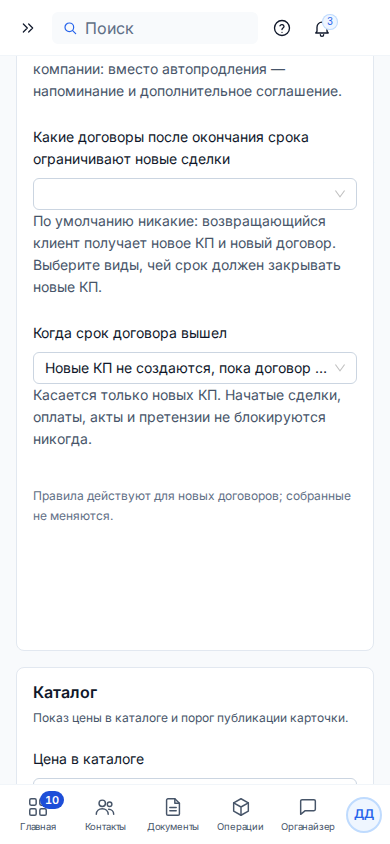 Поиск
3
компании: вместо автопродления —
напоминание и дополнительное соглашение.
Какие договоры после окончания срока
ограничивают новые сделки
По умолчанию никакие: возвращающийся
клиент получает новое КП и новый договор.
Выберите виды, чей срок должен закрывать
новые КП.
Когда срок договора вышел
Новые КП не создаются, пока договор ...
Касается только новых КП. Начатые сделки,
оплаты, акты и претензии не блокируются
никогда.
Правила действуют для новых договоров; собранные
не меняются.
Каталог
Показ цены в каталоге и порог публикации карточки.
Цена в каталоге
10
Главная
Контакты
Документы
Операции
Органайзер
ДД